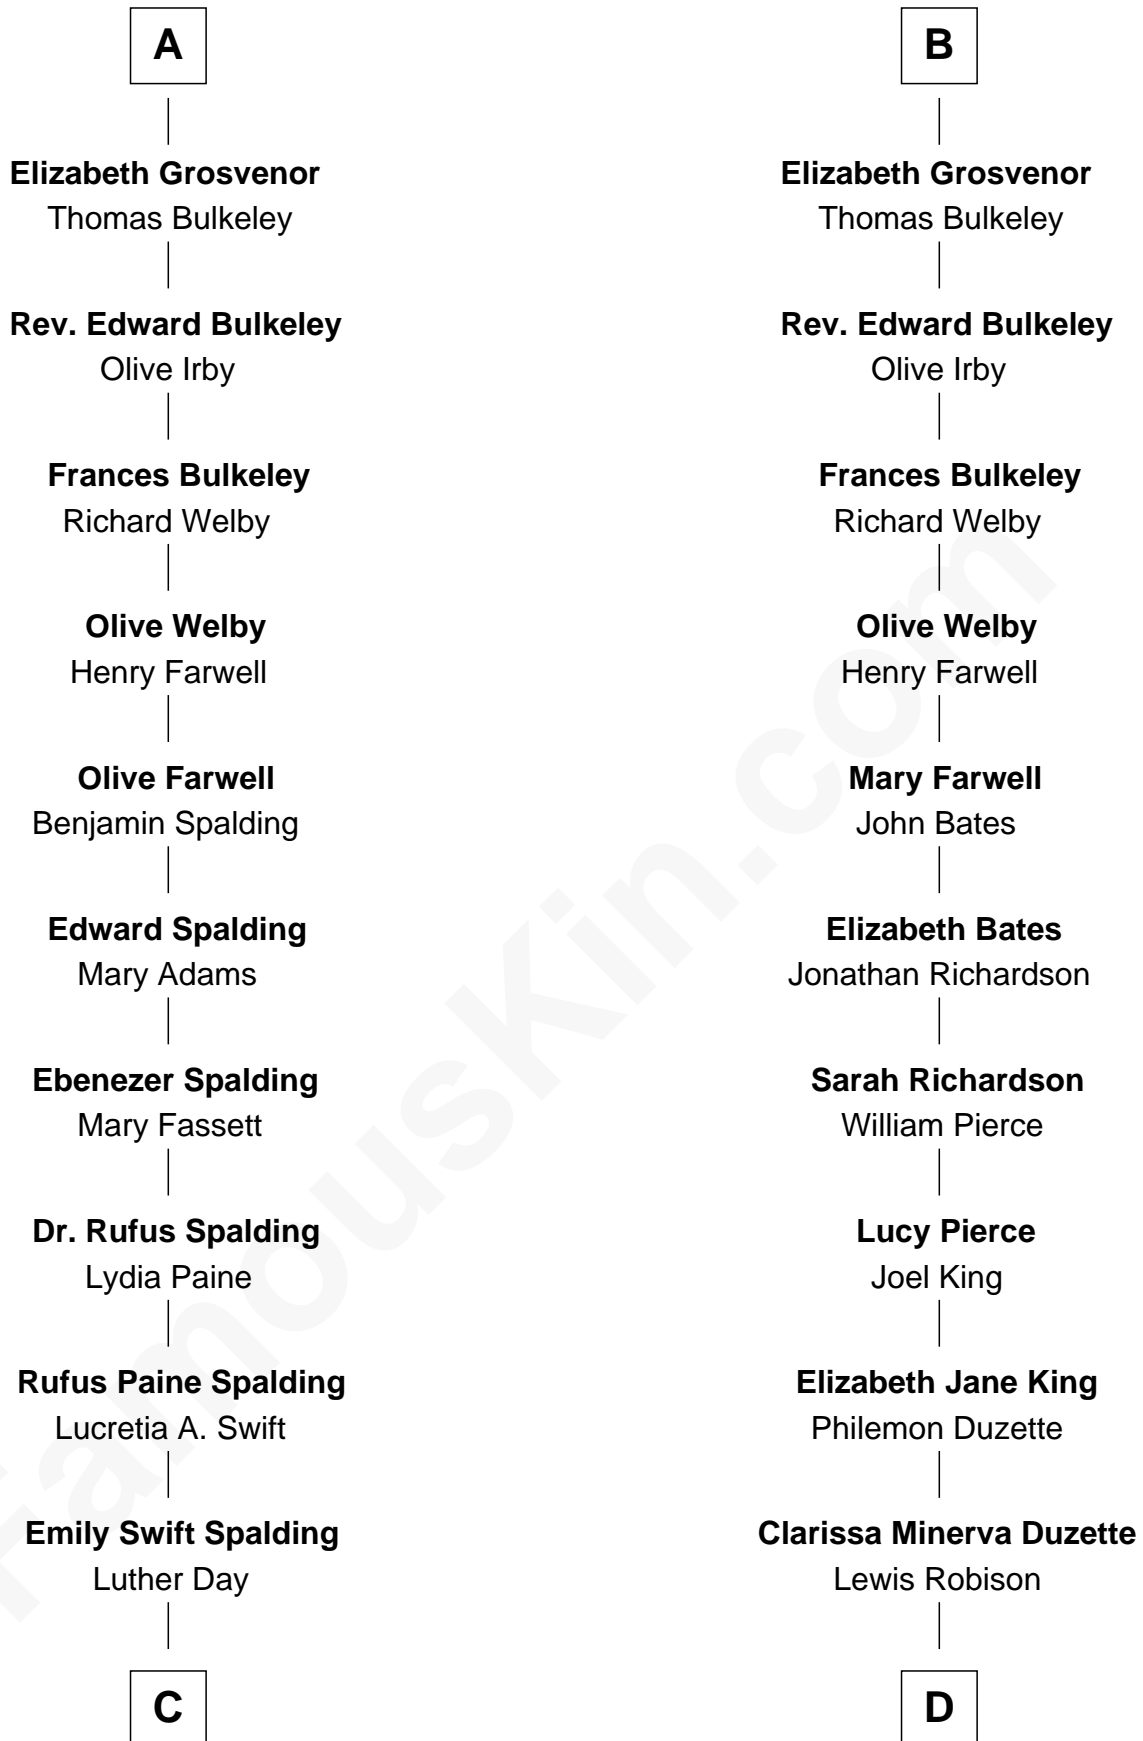 A
Elizabeth Grosvenor
Thomas Bulkeley
Rev. Edward Bulkeley
Olive Irby
Frances Bulkeley
Richard Welby
Olive Welby
Henry Farwell
Olive Farwell
Benjamin Spalding
Edward Spalding
Mary Adams
Ebenezer Spalding
Mary Fassett
Dr. Rufus Spalding
Lydia Paine
Rufus Paine Spalding
Lucretia A. Swift
Emily Swift Spalding
Luther Day
C
B
Elizabeth Grosvenor
Thomas Bulkeley
Rev. Edward Bulkeley
Olive Irby
Frances Bulkeley
Richard Welby
Olive Welby
Henry Farwell
Mary Farwell
John Bates
Elizabeth Bates
Jonathan Richardson
Sarah Richardson
William Pierce
Lucy Pierce
Joel King
Elizabeth Jane King
Philemon Duzette
Clarissa Minerva Duzette
Lewis Robison
D
FamousKin.com